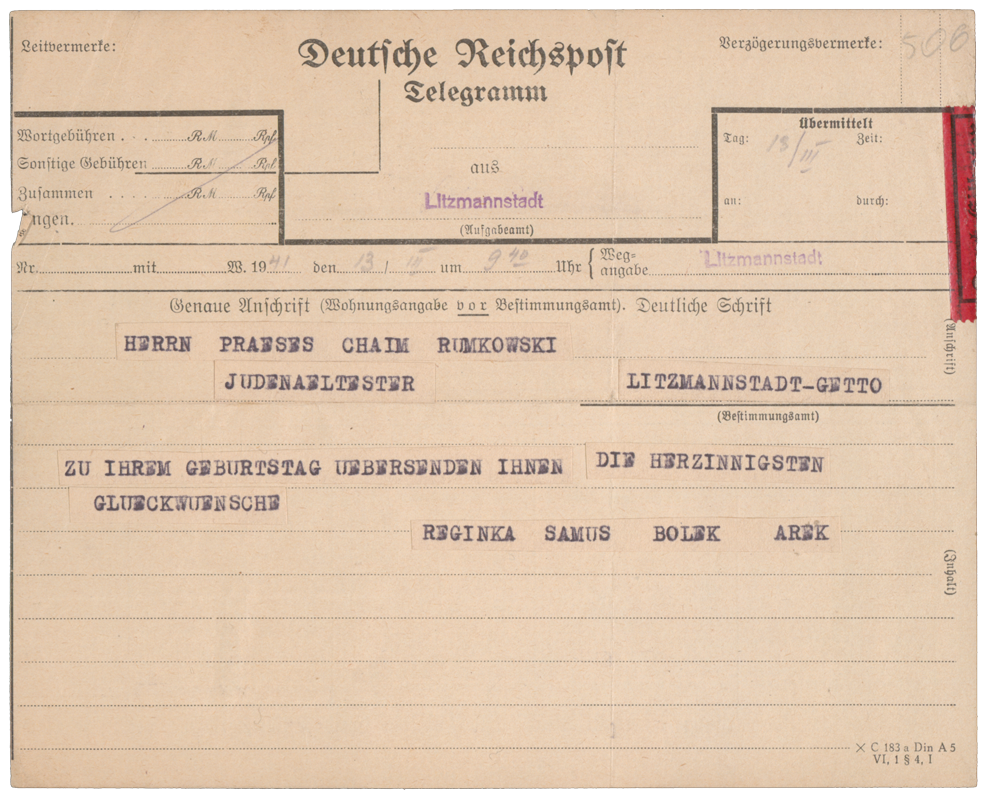 Leitvermerke:
Deutsche Reichspost
Telegramm
Verzögerungsvermerke:
506
Wortgebühren . . . RM Rpf.
Sonstige Gebühren RM Rpf.
Zusammen . . . . . RM Rpf.
ngen.
aus
Litzmannstadt
(Aufgabeamt)
Übermittelt
Tag: 18/III Zeit:
an: durch:
Nr. mit W. 1941 den 13 / III um 9 40 Uhr { Weg=
angabe Litzmannstadt
Genaue Anschrift (Wohnungsangabe vor Bestimmungsamt). Deutliche Schrift
HERRN PRAESES CHAIM RUMKOWSKI
JUDENAELTESTER LITZMANNSTADT-GETTO
(Bestimmungsamt)
(Anschrift)
ZU IHREM GEBURTSTAG UEBERSENDEN IHNEN DIE HERZINNIGSTEN
GLUECKWUENSCHE
REGINKA SAMUS BOLEK AREK
(Inhalt)
× C 183 a Din A 5
VI, 1 § 4, I